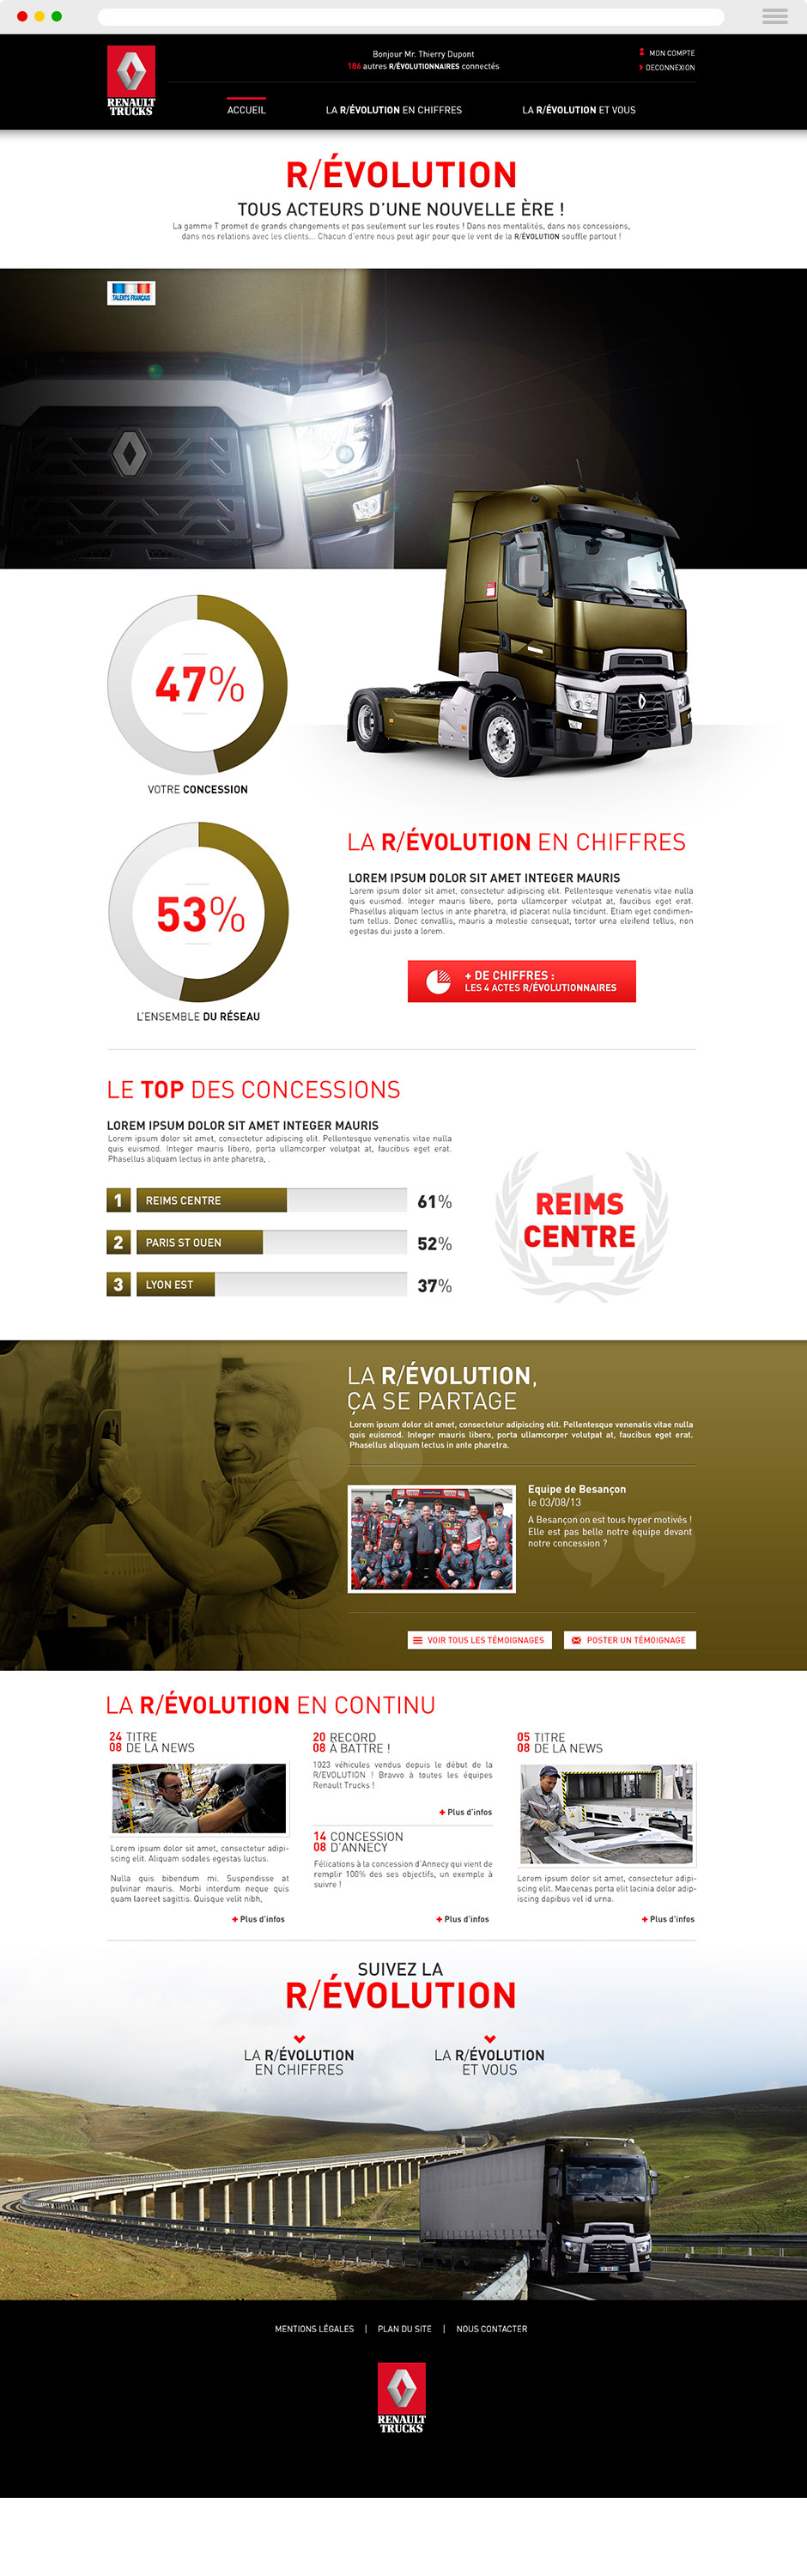 RENAULT
TRUCKS
Bonjour Mr. Thierry Dupont
186 autres R/ÉVOLUTIONNAIRES connectés
MON COMPTE
DECONNEXION
ACCUEIL
LA R/ÉVOLUTION EN CHIFFRES
LA R/ÉVOLUTION ET VOUS
R/ÉVOLUTION
TOUS ACTEURS D'UNE NOUVELLE ÈRE !
La gamme T promet de grands changements et pas seulement sur les routes ! Dans nos mentalités, dans nos concessions,
dans nos relations avec les clients... Chacun d'entre nous peut agir pour que le vent de la R/ÉVOLUTION souffle partout !
TALENTS FRANÇAIS
47%
VOTRE CONCESSION
53%
L'ENSEMBLE DU RÉSEAU
LA R/ÉVOLUTION EN CHIFFRES
LOREM IPSUM DOLOR SIT AMET INTEGER MAURIS
Lorem ipsum dolor sit amet, consectetur adipiscing elit. Pellentesque venenatis vitae nulla
quis euismod. Integer mauris libero, porta ullamcorper volutpat at, faucibus eget erat.
Phasellus aliquam lectus in ante pharetra, id placerat nulla tincidunt. Etiam eget condimen-
tum tellus. Donec convallis, mauris a molestie consequat, tortor urna eleifend tellus, non
egestas dui justo a lorem.
+ DE CHIFFRES :
LES 4 ACTES R/ÉVOLUTIONNAIRES
LE TOP DES CONCESSIONS
LOREM IPSUM DOLOR SIT AMET INTEGER MAURIS
Lorem ipsum dolor sit amet, consectetur adipiscing elit. Pellentesque venenatis vitae nulla
quis euismod. Integer mauris libero, porta ullamcorper volutpat at, faucibus eget erat.
Phasellus aliquam lectus in ante pharetra, .
1 REIMS CENTRE 61%
2 PARIS ST OUEN 52%
3 LYON EST 37%
1
REIMS
CENTRE
LA R/ÉVOLUTION,
ÇA SE PARTAGE
Lorem ipsum dolor sit amet, consectetur adipiscing elit. Pellentesque venenatis vitae nulla
quis euismod. Integer mauris libero, porta ullamcorper volutpat at, faucibus eget erat.
Phasellus aliquam lectus in ante pharetra.
Equipe de Besançon
le 03/08/13
A Besançon on est tous hyper motivés !
Elle est pas belle notre équipe devant
notre concession ?
VOIR TOUS LES TÉMOIGNAGES
POSTER UN TÉMOIGNAGE
LA R/ÉVOLUTION EN CONTINU
24 TITRE
08 DE LA NEWS
Lorem ipsum dolor sit amet, consectetur adipi-
scing elit. Aliquam sodales egestas luctus.
Nulla quis bibendum mi. Suspendisse at
pulvinar mauris. Morbi interdum neque quis
quam laoreet sagittis. Quisque velit nibh,
+ Plus d'infos
20 RECORD
08 À BATTRE !
1023 véhicules vendus depuis le début de la
R/EVOLUTION ! Bravvo à toutes les équipes
Renault Trucks !
+ Plus d'infos
14 CONCESSION
08 D'ANNECY
Félications à la concession d'Annecy qui vient de
remplir 100% des ses objectifs, un exemple à
suivre !
+ Plus d'infos
05 TITRE
08 DE LA NEWS
Lorem ipsum dolor sit amet, consectetur adipi-
scing elit. Maecenas porta elit lacinia dolor adip-
iscing dapibus vel id urna.
+ Plus d'infos
SUIVEZ LA
R/ÉVOLUTION
LA R/ÉVOLUTION
EN CHIFFRES
LA R/ÉVOLUTION
ET VOUS
MENTIONS LÉGALES | PLAN DU SITE | NOUS CONTACTER
RENAULT
TRUCKS